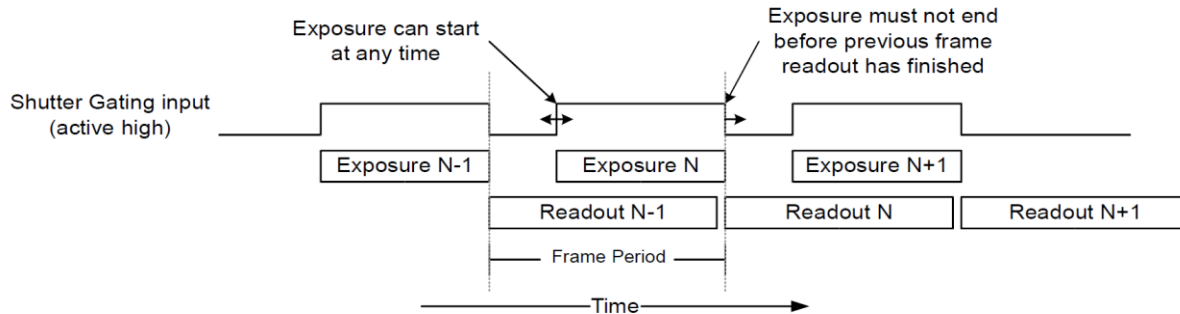 Exposure can start
at any time
Exposure must not end
before previous frame
readout has finished
Shutter Gating input
(active high)
Exposure N-1
Exposure N
Exposure N+1
Readout N-1
Readout N
Readout N+1
Frame Period
Time